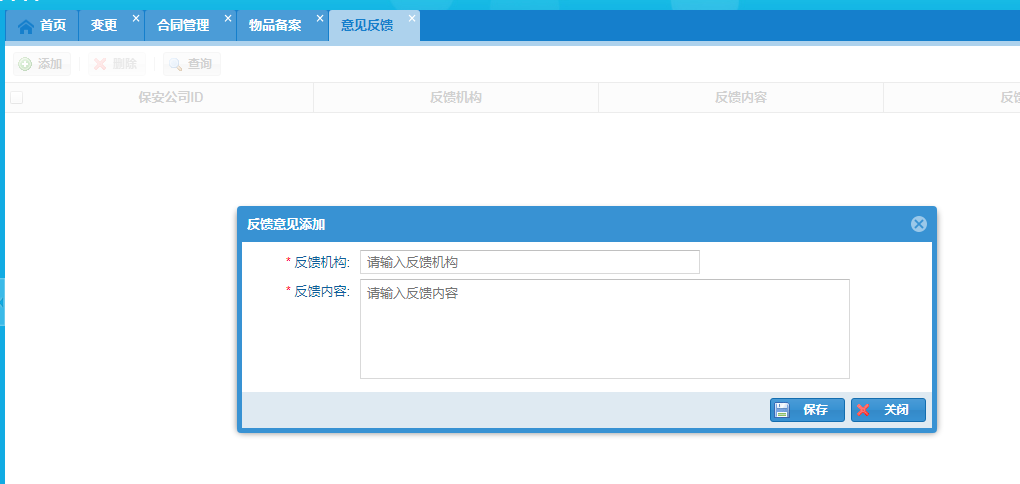 首页 变更 合同管理 物品备案 意见反馈
添加 删除 查询
保安公司ID 反馈机构 反馈内容
反馈意见添加
* 反馈机构: 请输入反馈机构
* 反馈内容: 请输入反馈内容
保存 关闭